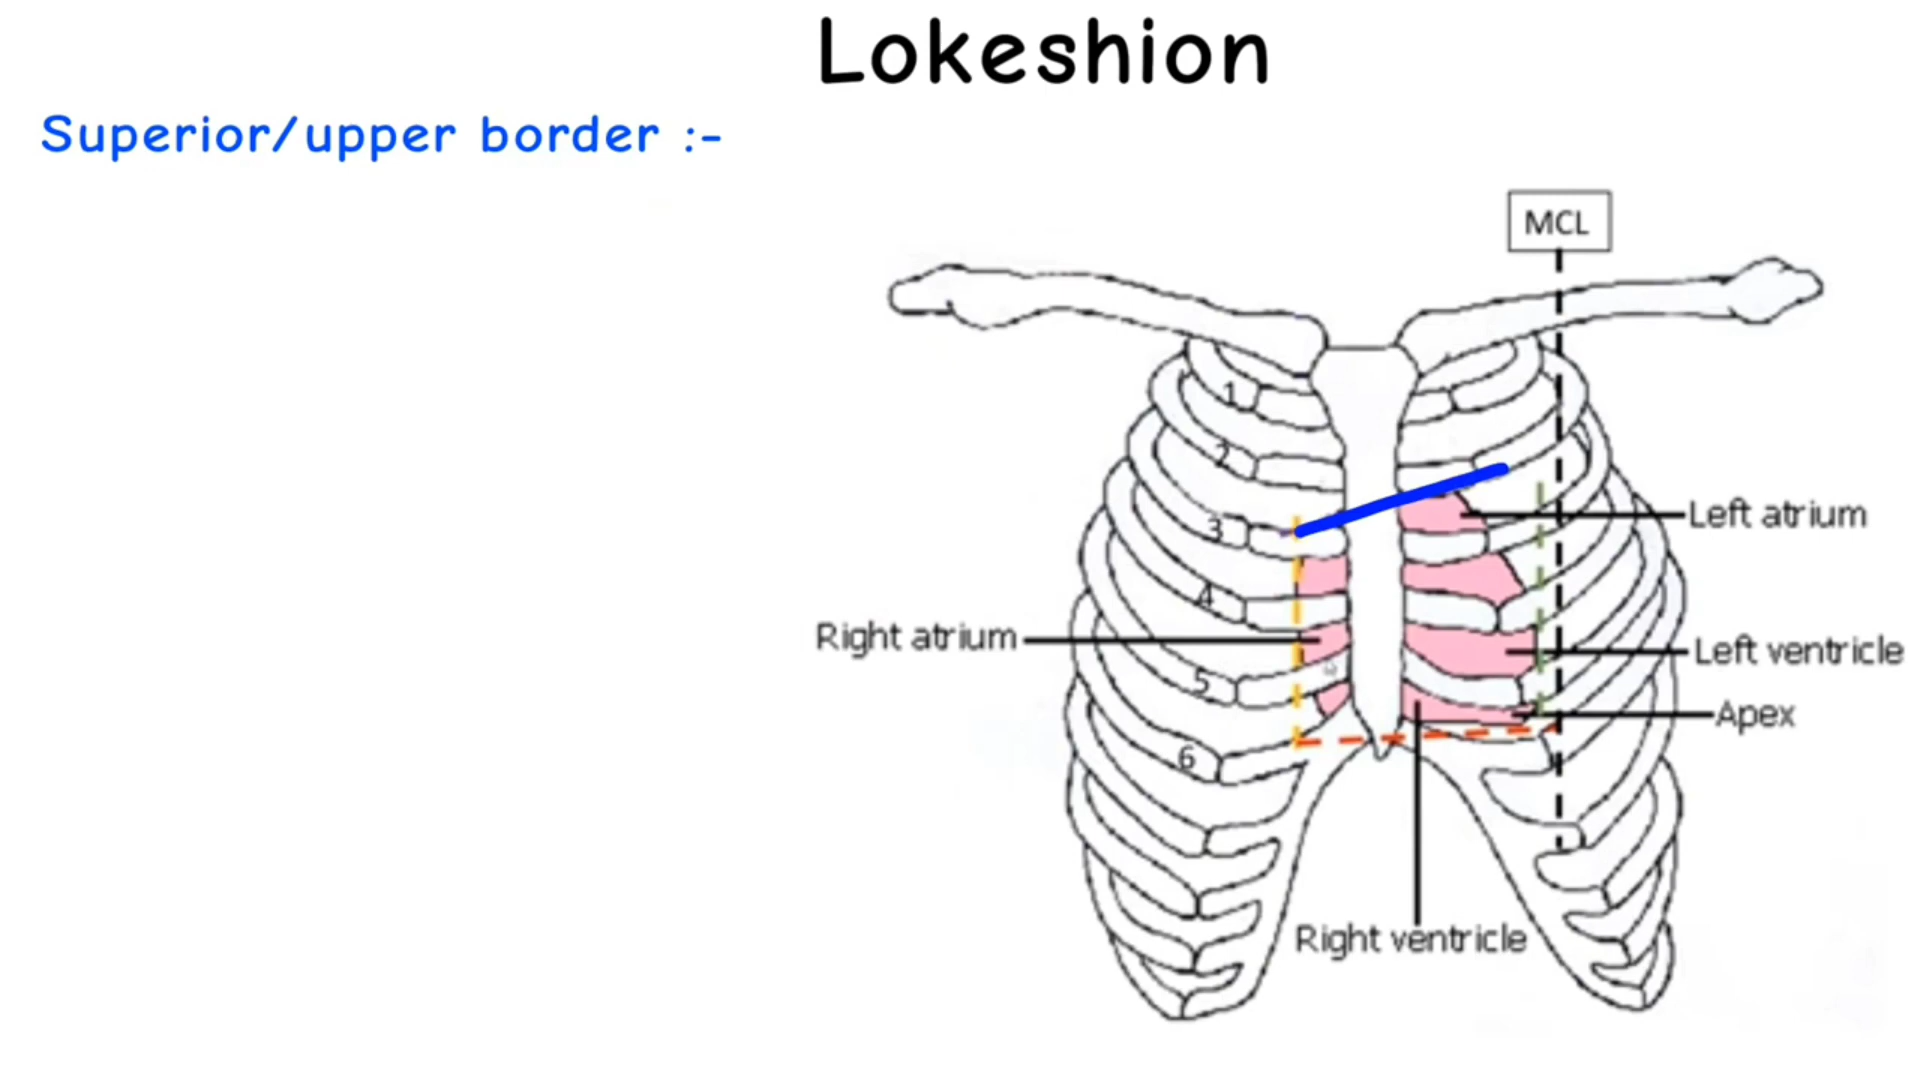 Lokeshion
Superior/upper border :-
MCL
1
2
3
Left atrium
4
Right atrium
Left ventricle
5
Apex
6
Right ventricle